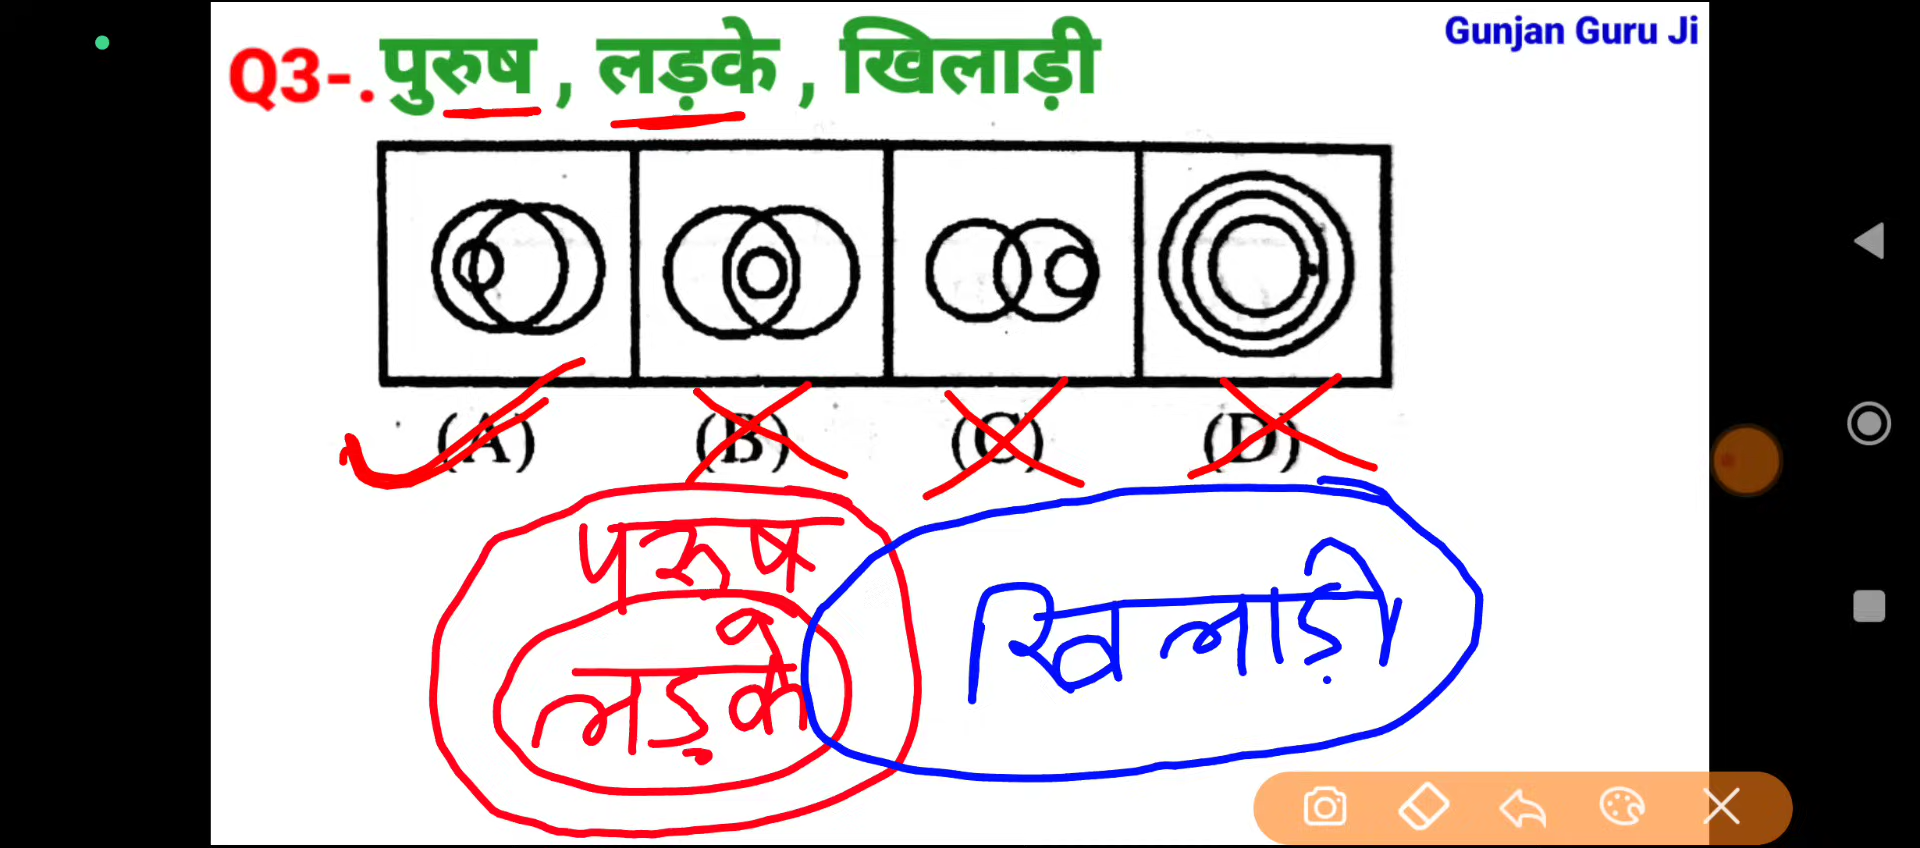 Gunjan Guru Ji
Q3-.पुरुष , लड़के , खिलाड़ी
(A) (B) (C) (D)
पुरूष
लड़के
खिलाड़ी